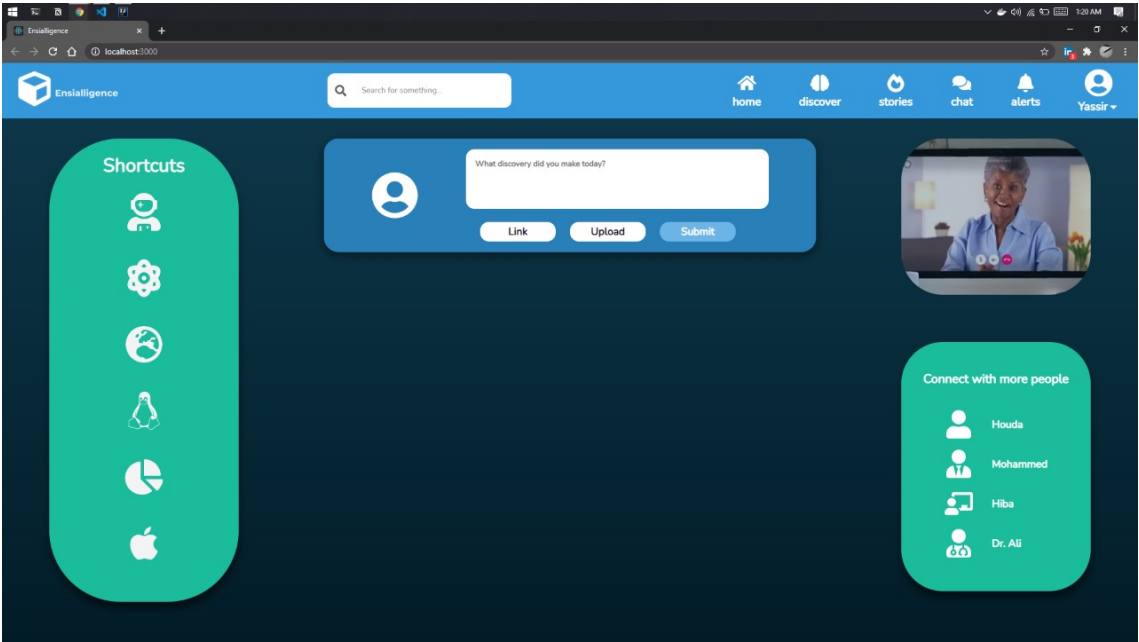 1:20 AM
Ensialligence
localhost:3000
Ensialligence
Search for something..
home
discover
stories
chat
alerts
Yassir
Shortcuts
What discovery did you make today?
Link
Upload
Submit
Connect with more people
Houda
Mohammed
Hiba
Dr. Ali